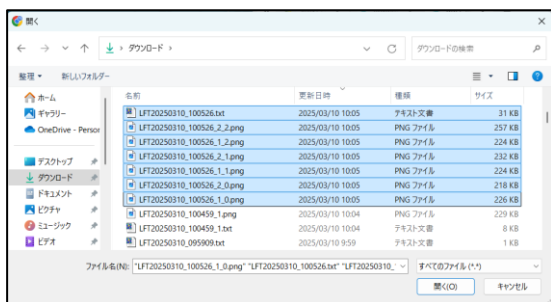 開く
ダウンロード
ダウンロードの検索
整理 新しいフォルダー
ホーム
ギャラリー
OneDrive - Person
デスクトップ
ダウンロード
ドキュメント
ピクチャ
ミュージック
ビデオ
名前 更新日時 種類 サイズ
LFT20250310_100526.txt 2025/03/10 10:05 テキスト文書 31 KB
LFT20250310_100526_2_2.png 2025/03/10 10:05 PNG ファイル 257 KB
LFT20250310_100526_1_2.png 2025/03/10 10:05 PNG ファイル 224 KB
LFT20250310_100526_2_1.png 2025/03/10 10:05 PNG ファイル 232 KB
LFT20250310_100526_1_1.png 2025/03/10 10:05 PNG ファイル 224 KB
LFT20250310_100526_2_0.png 2025/03/10 10:05 PNG ファイル 218 KB
LFT20250310_100526_1_0.png 2025/03/10 10:05 PNG ファイル 226 KB
LFT20250310_100459_1.png 2025/03/10 10:04 PNG ファイル 229 KB
LFT20250310_100459_1.txt 2025/03/10 10:04 テキスト文書 8 KB
LFT20250310_095909.txt 2025/03/10 9:59 テキスト文書 1 KB
ファイル名(N): "LFT20250310_100526_1_0.png" "LFT20250310_100526.txt" "LFT20250310_ すべてのファイル (*.*)
開く(O) キャンセル